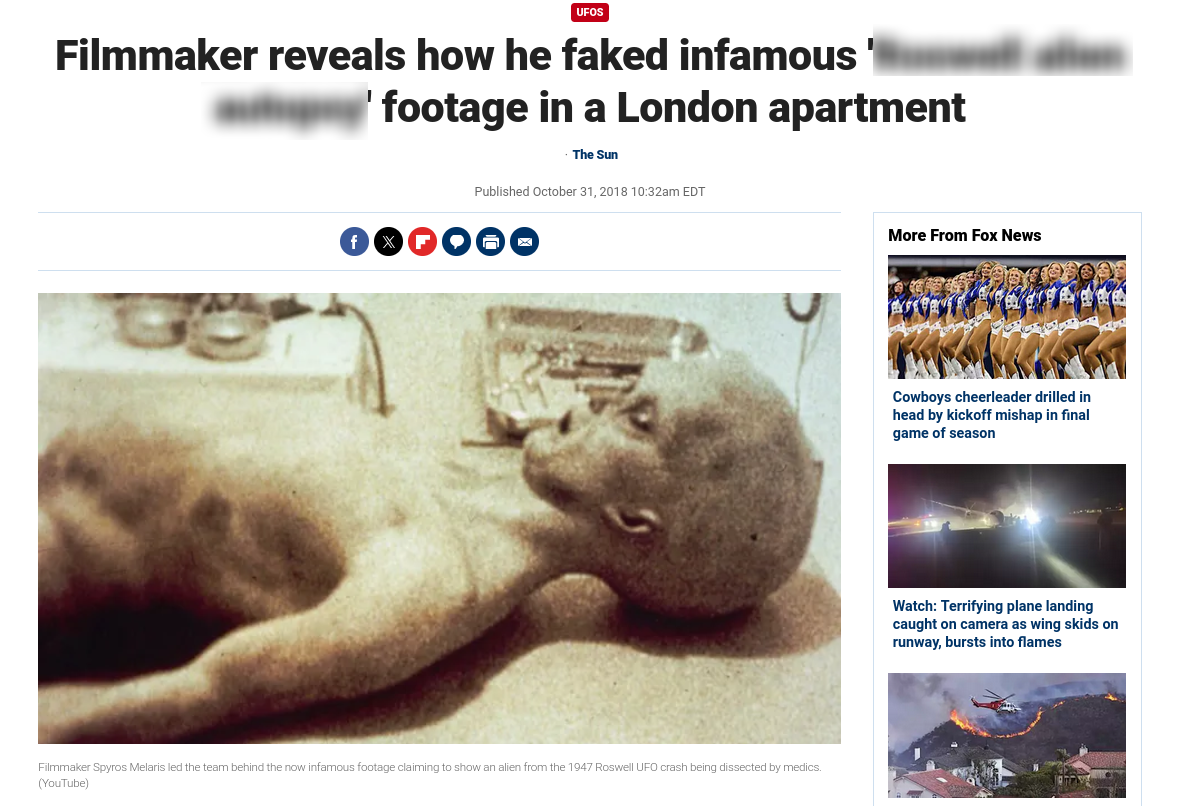 UFOS
Filmmaker reveals how he faked infamous '
' footage in a London apartment
· The Sun
Published October 31, 2018 10:32am EDT
More From Fox News
Cowboys cheerleader drilled in
head by kickoff mishap in final
game of season
Watch: Terrifying plane landing
caught on camera as wing skids on
runway, bursts into flames
Filmmaker Spyros Melaris led the team behind the now infamous footage claiming to show an alien from the 1947 Roswell UFO crash being dissected by medics.
(YouTube)